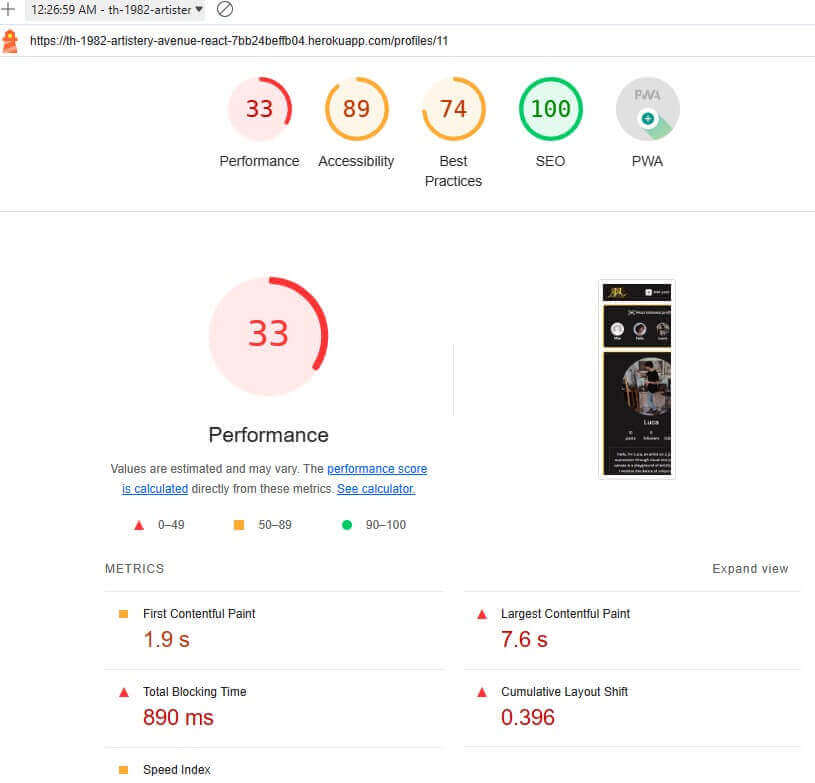 12:26:59 AM - th-1982-artister
https://th-1982-artistery-avenue-react-7bb24beffb04.herokuapp.com/profiles/11
33 89 74 100 PWA
Performance Accessibility Best Practices SEO PWA
33
Performance
Values are estimated and may vary. The performance score
is calculated directly from these metrics. See calculator.
0–49 50–89 90–100
METRICS Expand view
First Contentful Paint
1.9 s
Largest Contentful Paint
7.6 s
Total Blocking Time
890 ms
Cumulative Layout Shift
0.396
Speed Index
Luca